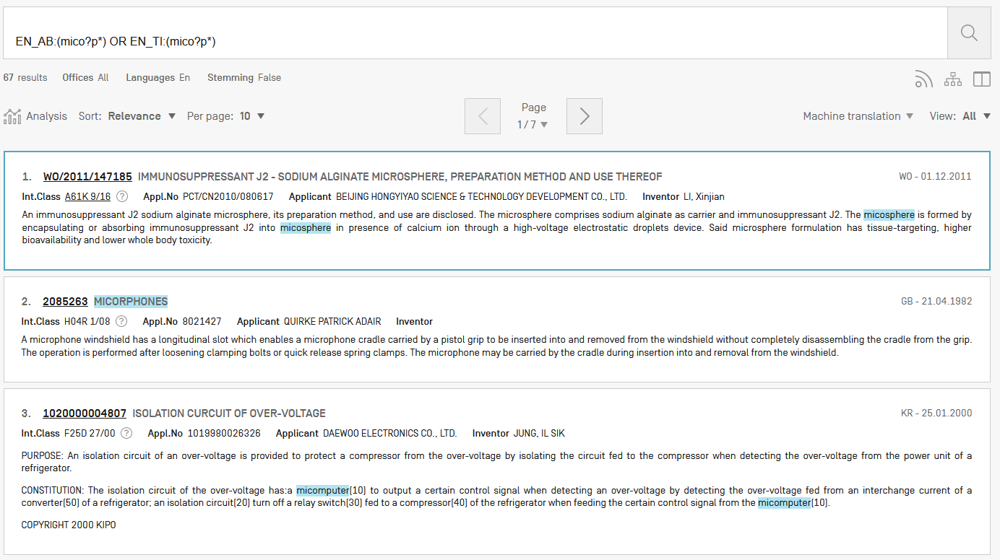 EN_AB:(mico?p*) OR EN_TI:(mico?p*)
67 results Offices All Languages En Stemming False
Analysis Sort: Relevance Per page: 10
Page
1 / 7
Machine translation View: All
1. WO/2011/147185 IMMUNOSUPPRESSANT J2 - SODIUM ALGINATE MICROSPHERE, PREPARATION METHOD AND USE THEREOF WO - 01.12.2011
Int.Class A61K 9/16 ? Appl.No PCT/CN2010/080617 Applicant BEIJING HONGYIYAO SCIENCE & TECHNOLOGY DEVELOPMENT CO., LTD. Inventor LI, Xinjian
An immunosuppressant J2 sodium alginate microsphere, its preparation method, and use are disclosed. The microsphere comprises sodium alginate as carrier and immunosuppressant J2. The micosphere is formed by
encapsulating or absorbing immunosuppressant J2 into micosphere in presence of calcium ion through a high-voltage electrostatic droplets device. Said microsphere formulation has tissue-targeting, higher
bioavailability and lower whole body toxicity.
2. 2085263 MICORPHONES GB - 21.04.1982
Int.Class H04R 1/08 ? Appl.No 8021427 Applicant QUIRKE PATRICK ADAIR Inventor
A microphone windshield has a longitudinal slot which enables a microphone cradle carried by a pistol grip to be inserted into and removed from the windshield without completely disassembling the cradle from the grip.
The operation is performed after loosening clamping bolts or quick release spring clamps. The microphone may be carried by the cradle during insertion into and removal from the windshield.
3. 1020000004807 ISOLATION CURCUIT OF OVER-VOLTAGE KR - 25.01.2000
Int.Class F25D 27/00 ? Appl.No 1019980026326 Applicant DAEWOO ELECTRONICS CO., LTD. Inventor JUNG, IL SIK
PURPOSE: An isolation circuit of an over-voltage is provided to protect a compressor from the over-voltage by isolating the circuit fed to the compressor when detecting the over-voltage from the power unit of a
refrigerator.
CONSTITUTION: The isolation circuit of the over-voltage has:a micomputer[10] to output a certain control signal when detecting an over-voltage by detecting the over-voltage fed from an interchange current of a
converter[50] of a refrigerator; an isolation circuit[20] turn off a relay switch[30] fed to a compressor[40] of the refrigerator when feeding the certain control signal from the micomputer[10].
COPYRIGHT 2000 KIPO